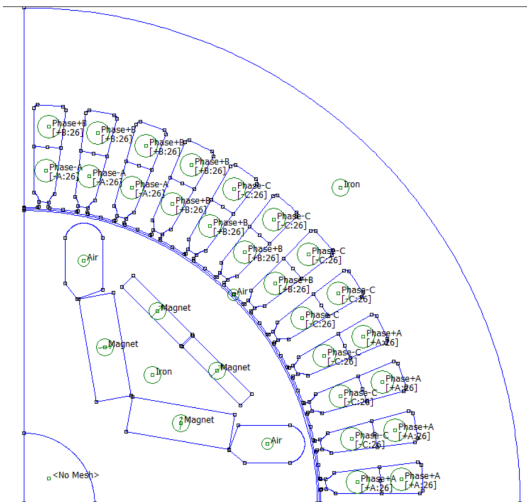 Phase+B
[+B:26]
Phase+B
[+B:26]
Phase+B
[+B:26]
Phase+B
[+B:26]
Phase-A
[-A:26]
Phase-A
[-A:26]
Phase-A
[-A:26]
Phase-C
[-C:26]
Iron
Phase+B
[+B:26]
Phase-C
[-C:26]
Phase+B
[+B:26]
Phase+B
[+B:26]
Phase-C
[-C:26]
Air
Phase+B
[+B:26]
Air
Phase-C
[-C:26]
Magnet
Phase-C
[-C:26]
Phase+A
[+A:26]
Magnet
Phase-C
[-C:26]
Iron
Magnet
Phase+A
[+A:26]
Phase-C
[-C:26]
Magnet
Phase+A
[+A:26]
Phase-C
[-C:26]
Air
<No Mesh>
Phase+A
[+A:26]
Phase+A
[+A:26]